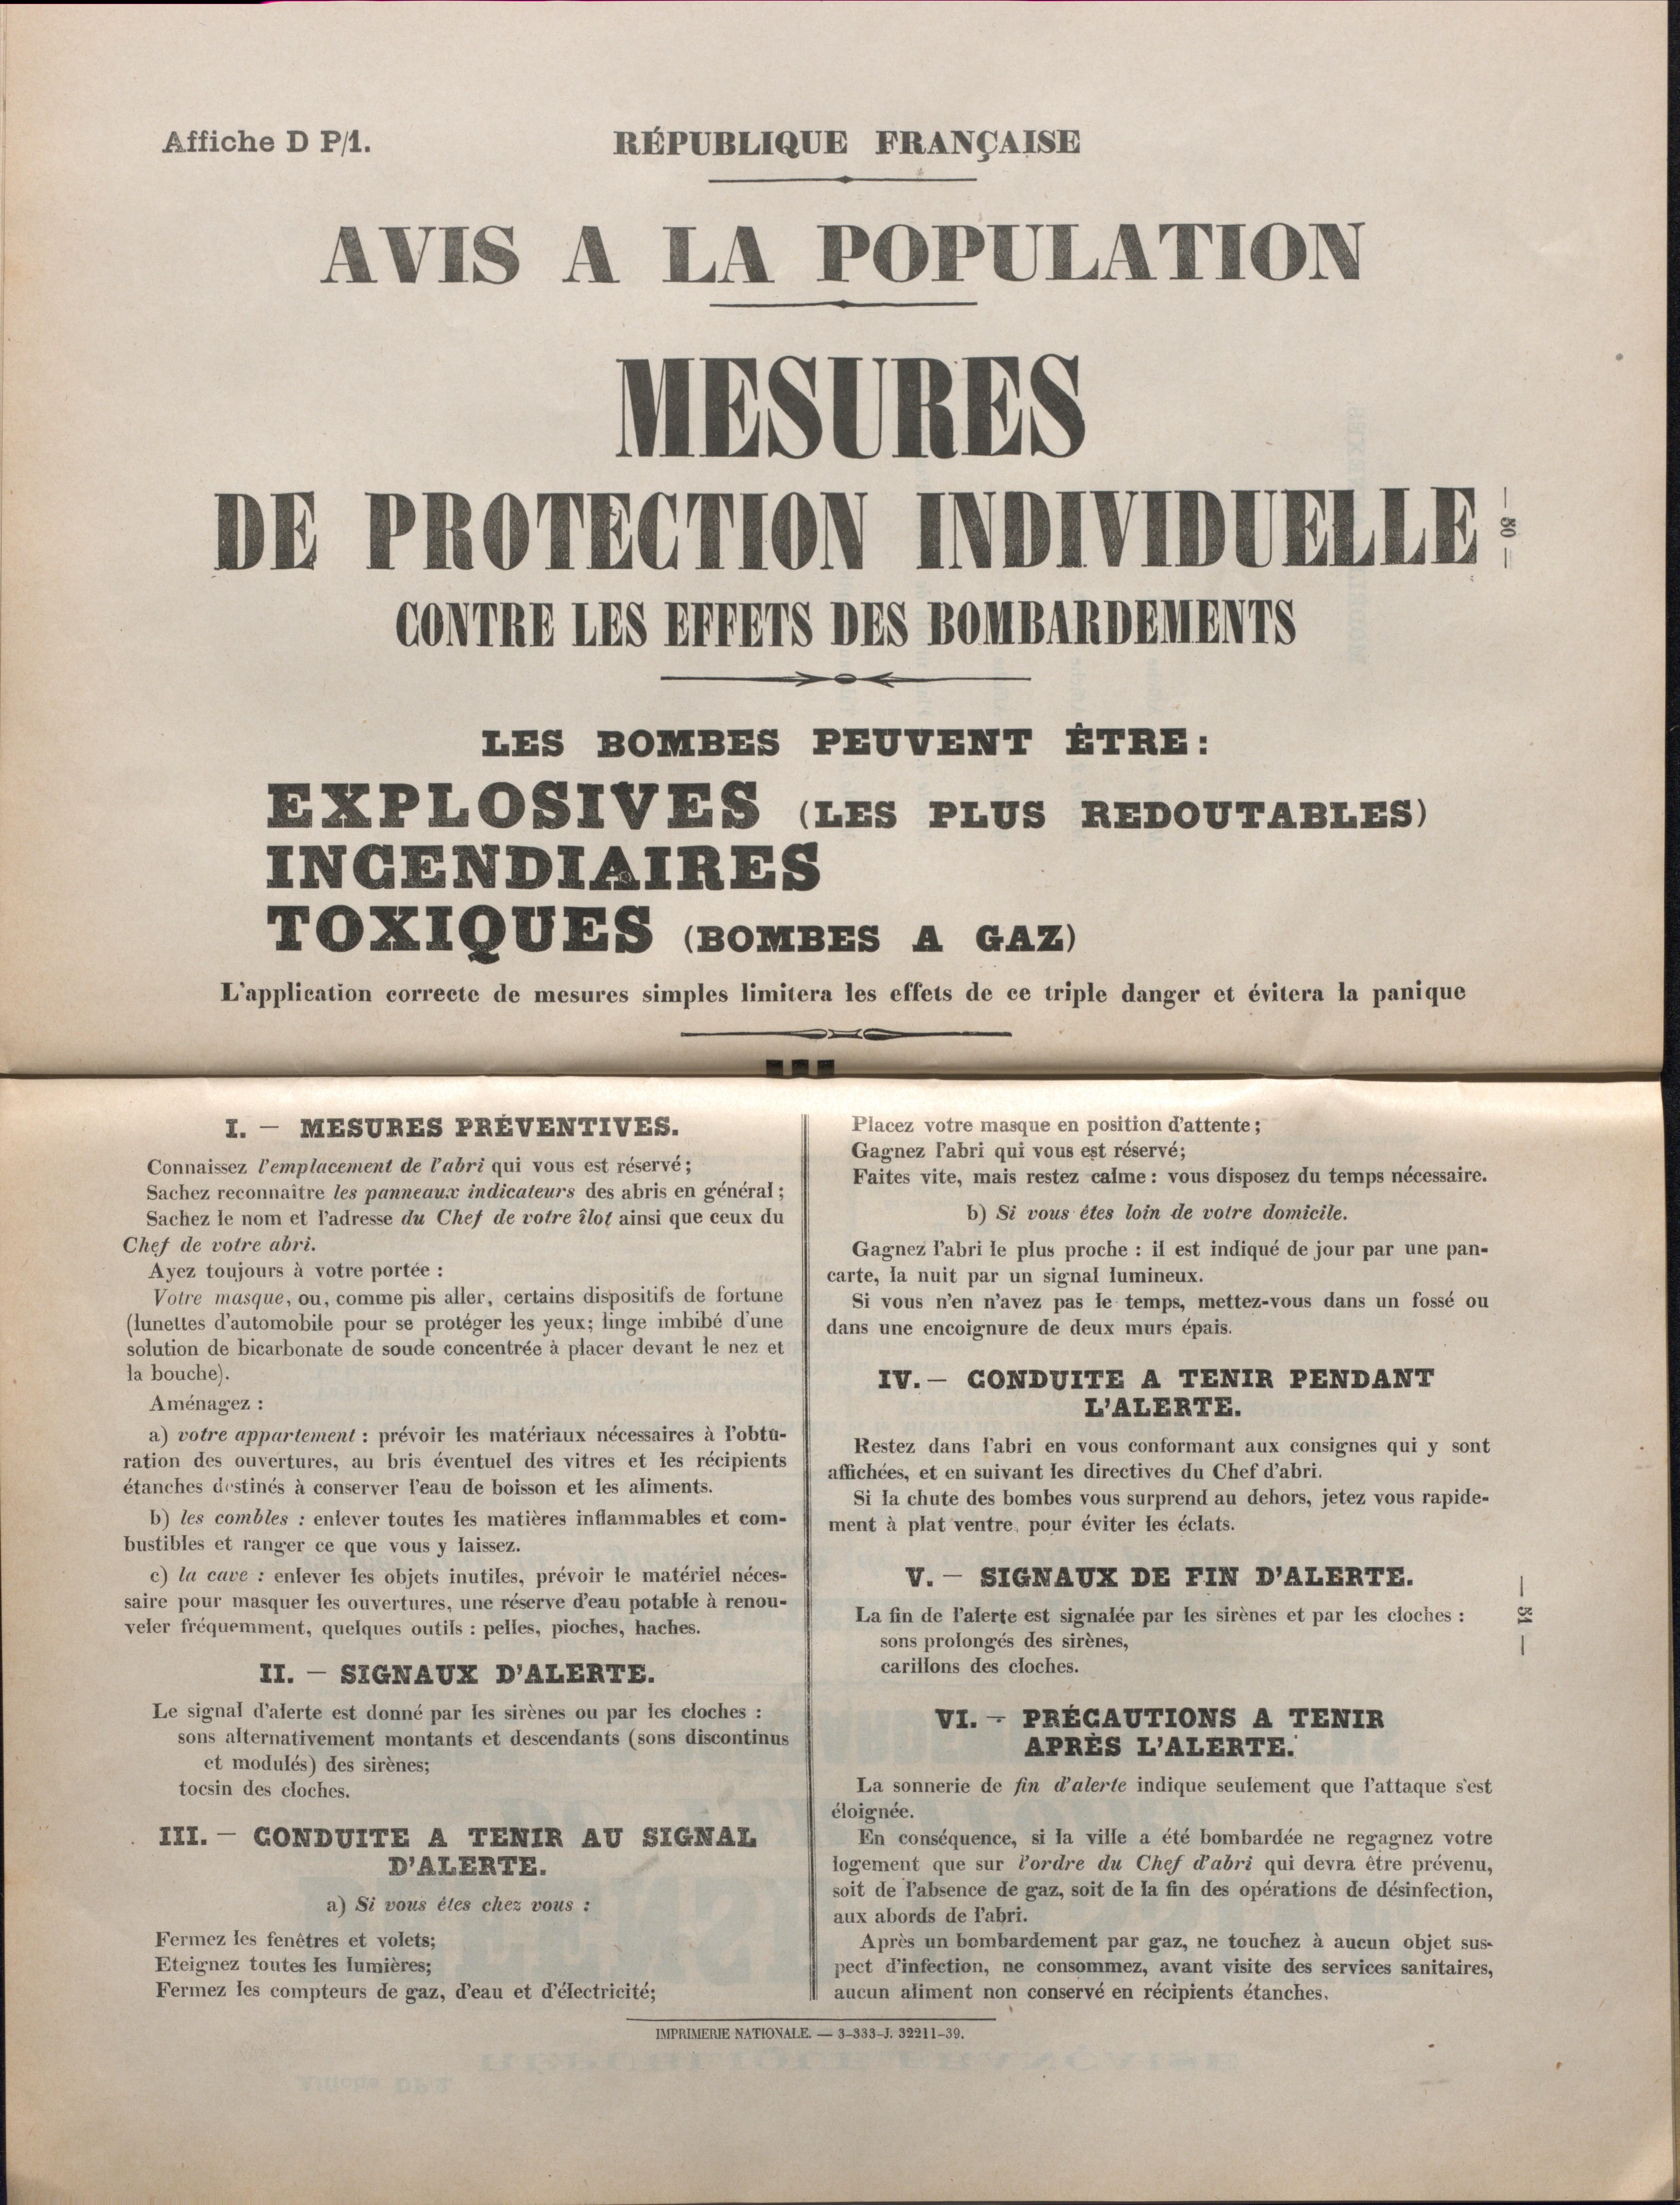 Affiche D P/1.
RÉPUBLIQUE FRANÇAISE
AVIS A LA POPULATION
MESURES
DE PROTECTION INDIVIDUELLE
CONTRE LES EFFETS DES BOMBARDEMENTS
— 80 —
LES BOMBES PEUVENT ÊTRE :
EXPLOSIVES (LES PLUS REDOUTABLES)
INCENDIAIRES
TOXIQUES (BOMBES A GAZ)
L'application correcte de mesures simples limitera les effets de ce triple danger et évitera la panique
I. — MESURES PRÉVENTIVES.
Connaissez l'emplacement de l'abri qui vous est réservé;
Sachez reconnaître les panneaux indicateurs des abris en général;
Sachez le nom et l'adresse du Chef de votre îlot ainsi que ceux du
Chef de votre abri.
Ayez toujours à votre portée :
Votre masque, ou, comme pis aller, certains dispositifs de fortune
(lunettes d'automobile pour se protéger les yeux; linge imbibé d'une
solution de bicarbonate de soude concentrée à placer devant le nez et
la bouche).
Aménagez :
a) votre appartement : prévoir les matériaux nécessaires à l'obtu-
ration des ouvertures, au bris éventuel des vitres et les récipients
étanches destinés à conserver l'eau de boisson et les aliments.
b) les combles : enlever toutes les matières inflammables et com-
bustibles et ranger ce que vous y laissez.
c) la cave : enlever les objets inutiles, prévoir le matériel néces-
saire pour masquer les ouvertures, une réserve d'eau potable à renou-
veler fréquemment, quelques outils : pelles, pioches, haches.
II. — SIGNAUX D'ALERTE.
Le signal d'alerte est donné par les sirènes ou par les cloches :
sons alternativement montants et descendants (sons discontinus
et modulés) des sirènes;
tocsin des cloches.
III. — CONDUITE A TENIR AU SIGNAL
D'ALERTE.
a) Si vous êtes chez vous :
Fermez les fenêtres et volets;
Eteignez toutes les lumières;
Fermez les compteurs de gaz, d'eau et d'électricité;
Placez votre masque en position d'attente;
Gagnez l'abri qui vous est réservé;
Faites vite, mais restez calme : vous disposez du temps nécessaire.
b) Si vous êtes loin de votre domicile.
Gagnez l'abri le plus proche : il est indiqué de jour par une pan-
carte, la nuit par un signal lumineux.
Si vous n'en n'avez pas le temps, mettez-vous dans un fossé ou
dans une encoignure de deux murs épais.
IV. — CONDUITE A TENIR PENDANT
L'ALERTE.
Restez dans l'abri en vous conformant aux consignes qui y sont
affichées, et en suivant les directives du Chef d'abri.
Si la chute des bombes vous surprend au dehors, jetez vous rapide-
ment à plat ventre, pour éviter les éclats.
V. — SIGNAUX DE FIN D'ALERTE.
La fin de l'alerte est signalée par les sirènes et par les cloches :
sons prolongés des sirènes,
carillons des cloches.
— 81 —
VI. — PRÉCAUTIONS A TENIR
APRÈS L'ALERTE.
La sonnerie de fin d'alerte indique seulement que l'attaque s'est
éloignée.
En conséquence, si la ville a été bombardée ne regagnez votre
logement que sur l'ordre du Chef d'abri qui devra être prévenu,
soit de l'absence de gaz, soit de la fin des opérations de désinfection,
aux abords de l'abri.
Après un bombardement par gaz, ne touchez à aucun objet sus-
pect d'infection, ne consommez, avant visite des services sanitaires,
aucun aliment non conservé en récipients étanches.
IMPRIMERIE NATIONALE. — 3-333-J. 32211-39.